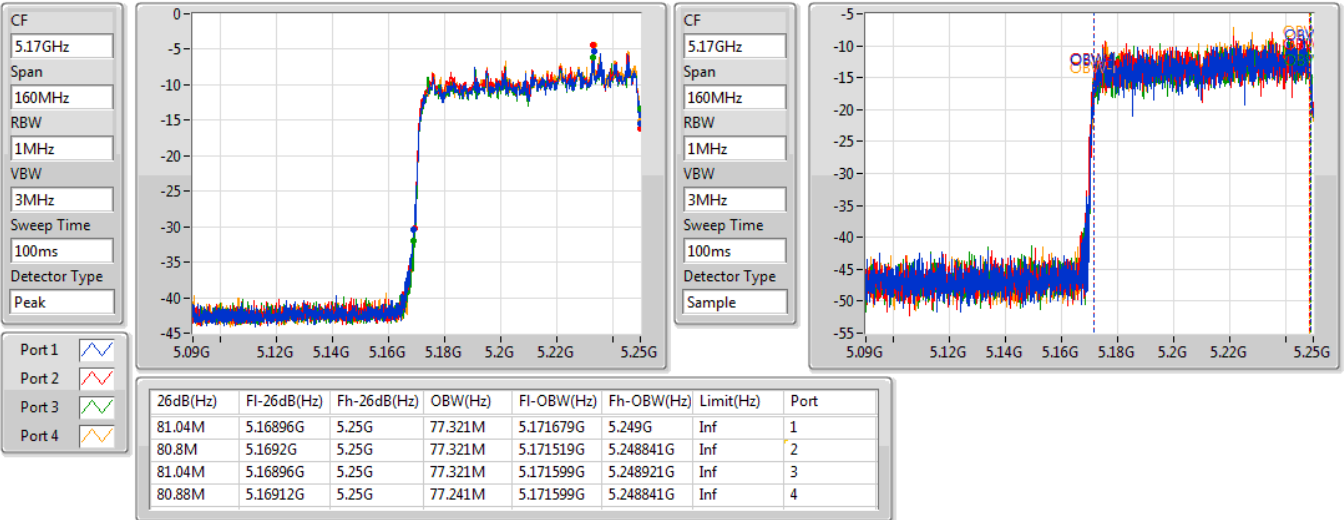 CF
5.17GHz
Span
160MHz
RBW
1MHz
VBW
3MHz
Sweep Time
100ms
Detector Type
Peak
0
-5
-10
-15
-20
-25
-30
-35
-40
-45
5.09G 5.12G 5.14G 5.16G 5.18G 5.2G 5.22G 5.25G
CF
5.17GHz
Span
160MHz
RBW
1MHz
VBW
3MHz
Sweep Time
100ms
Detector Type
Sample
-5
-10
-15
-20
-25
-30
-35
-40
-45
-50
-55
OBW
OBW
5.09G 5.12G 5.14G 5.16G 5.18G 5.2G 5.22G 5.25G
Port 1
Port 2
Port 3
Port 4
26dB(Hz) Fl-26dB(Hz) Fh-26dB(Hz) OBW(Hz) Fl-OBW(Hz) Fh-OBW(Hz) Limit(Hz) Port
81.04M 5.16896G 5.25G 77.321M 5.171679G 5.249G Inf 1
80.8M 5.1692G 5.25G 77.321M 5.171519G 5.248841G Inf 2
81.04M 5.16896G 5.25G 77.321M 5.171599G 5.248921G Inf 3
80.88M 5.16912G 5.25G 77.241M 5.171599G 5.248841G Inf 4